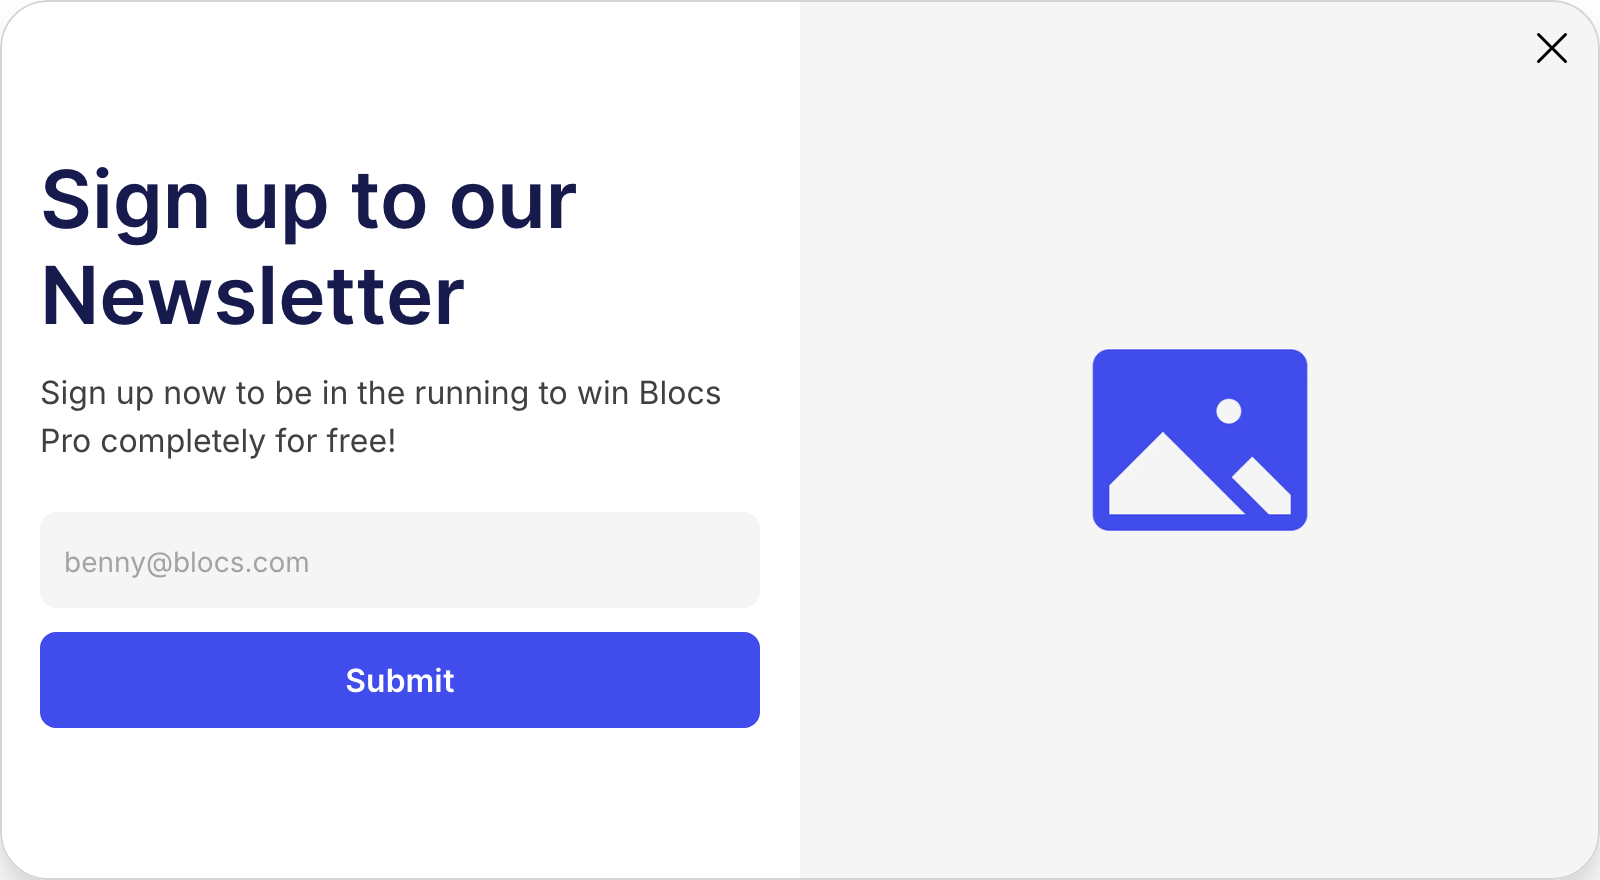 Sign up to our
Newsletter
Sign up now to be in the running to win Blocs
Pro completely for free!
benny@blocs.com
Submit